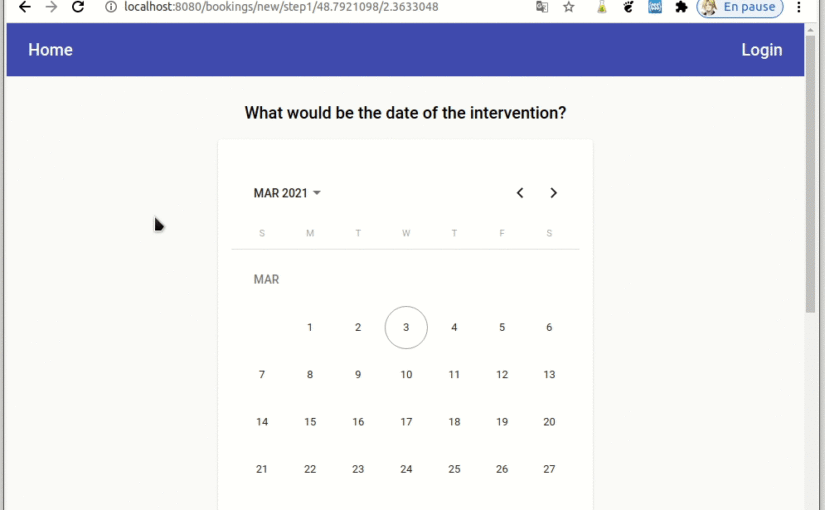 localhost:8080/bookings/new/step1/48.7921098/2.3633048
En pause
Home
Login
What would be the date of the intervention?
MAR 2021
S M T W T F S
MAR
1 2 3 4 5 6
7 8 9 10 11 12 13
14 15 16 17 18 19 20
21 22 23 24 25 26 27